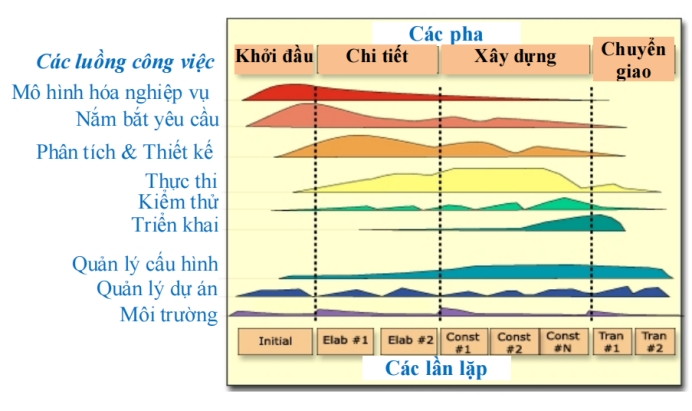 Các pha
Các luồng công việc
Khởi đầu
Chi tiết
Xây dựng
Chuyển
giao
Mô hình hóa nghiệp vụ
Nắm bắt yêu cầu
Phân tích & Thiết kế
Thực thi
Kiểm thử
Triển khai
Quản lý cấu hình
Quản lý dự án
Môi trường
Initial
Elab #1
Elab #2
Const
#1
Const
#2
Const
#N
Tran
#1
Tran
#2
Các lần lặp